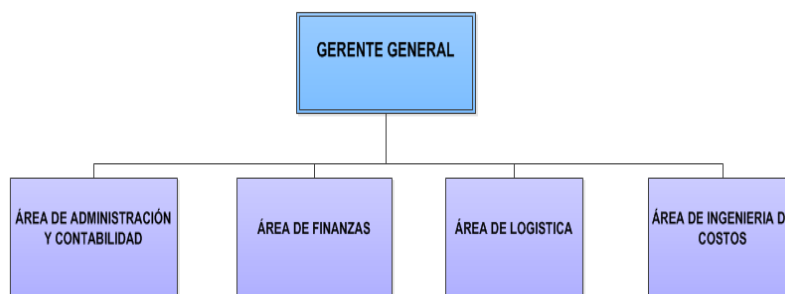 GERENTE GENERAL
ÁREA DE ADMINISTRACIÓN
Y CONTABILIDAD
ÁREA DE FINANZAS
ÁREA DE LOGISTICA
ÁREA DE INGENIERIA D
COSTOS